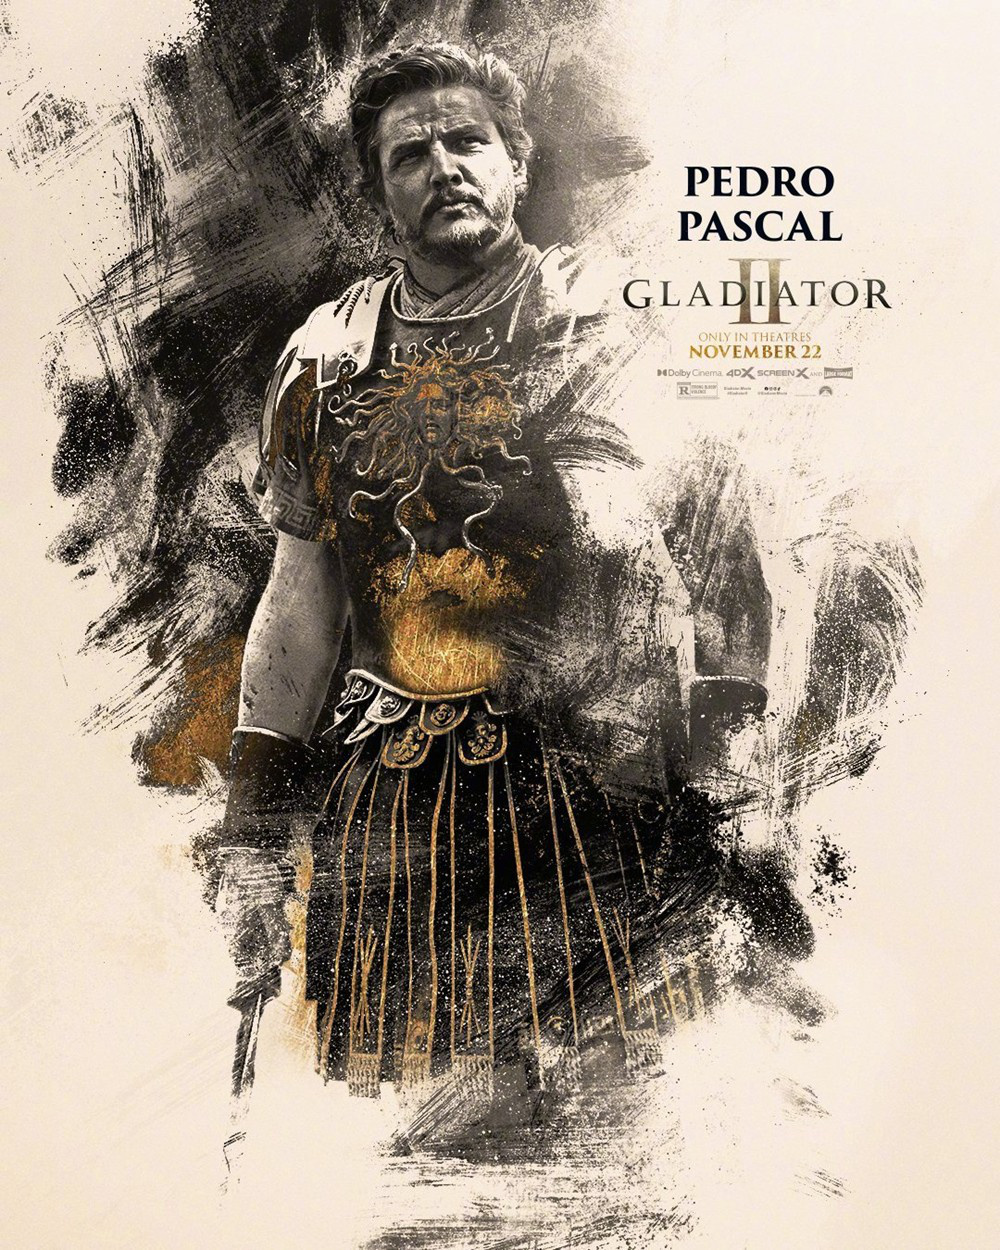 PEDRO
PASCAL
GLADIATOR
II
ONLY IN THEATRES
NOVEMBER 22
Dolby Cinema 4DX SCREENX AND
R